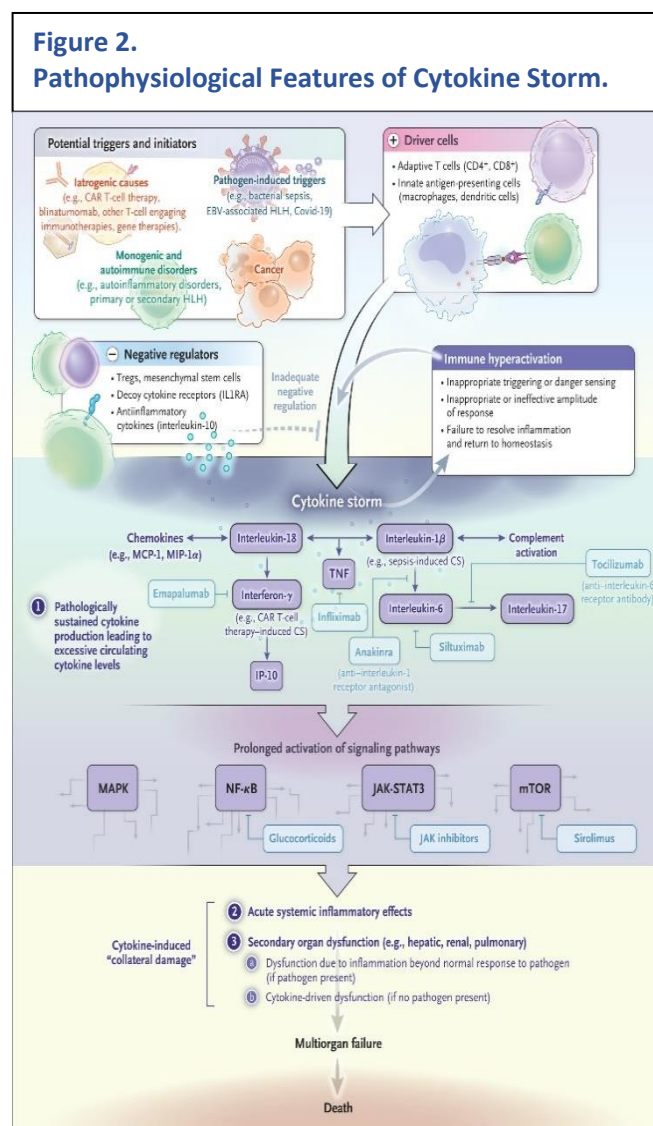 Figure 2.
Pathophysiological Features of Cytokine Storm.
Potential triggers and initiators
Iatrogenic causes
(e.g., CAR T-cell therapy,
blinatumomab, other T-cell engaging
immunotherapies, gene therapies).
Pathogen-induced triggers
(e.g., bacterial sepsis,
EBV-associated HLH, Covid-19)
Monogenic and
autoimmune disorders
(e.g., autoinflammatory disorders,
primary or secondary HLH)
Cancer
+ Driver cells
• Adaptive T cells (CD4+, CD8+)
• Innate antigen-presenting cells
(macrophages, dendritic cells)
− Negative regulators
• Tregs, mesenchymal stem cells
• Decoy cytokine receptors (IL1RA)
• Antiinflammatory
cytokines (interleukin-10)
Inadequate
negative
regulation
Immune hyperactivation
• Inappropriate triggering or danger sensing
• Inappropriate or ineffective amplitude
of response
• Failure to resolve inflammation
and return to homeostasis
Cytokine storm
Chemokines
(e.g., MCP-1, MIP-1α)
Interleukin-18
Interleukin-1β
(e.g., sepsis-induced CS)
Complement
activation
TNF
Tocilizumab
(anti–interleukin-6
receptor antibody)
Emapalumab
Interferon-γ
(e.g., CAR T-cell
therapy–induced CS)
Infliximab
Interleukin-6
Interleukin-17
1 Pathologically
sustained cytokine
production leading to
excessive circulating
cytokine levels
Anakinra
(anti–interleukin-1
receptor antagonist)
Siltuximab
IP-10
Prolonged activation of signaling pathways
MAPK
NF-κB
JAK-STAT3
mTOR
Glucocorticoids
JAK inhibitors
Sirolimus
Cytokine-induced
“collateral damage”
2 Acute systemic inflammatory effects
3 Secondary organ dysfunction (e.g., hepatic, renal, pulmonary)
a Dysfunction due to inflammation beyond normal response to pathogen
(if pathogen present)
b Cytokine-driven dysfunction (if no pathogen present)
Multiorgan failure
Death